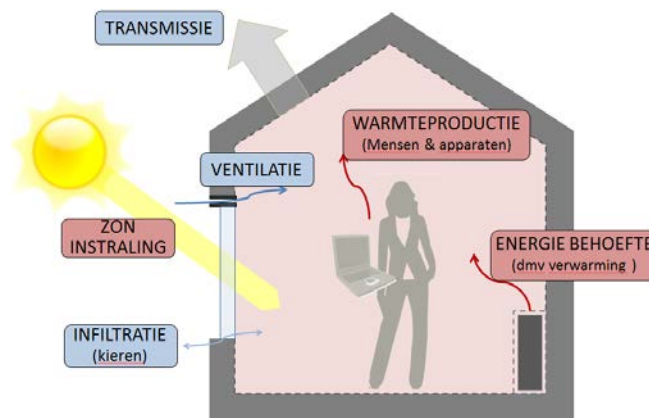 TRANSMISSIE
WARMTEPRODUCTIE
(Mensen & apparaten)
VENTILATIE
ZON
INSTRALING
ENERGIE BEHOEFTE
(dmv verwarming )
INFILTRATIE
(kieren)